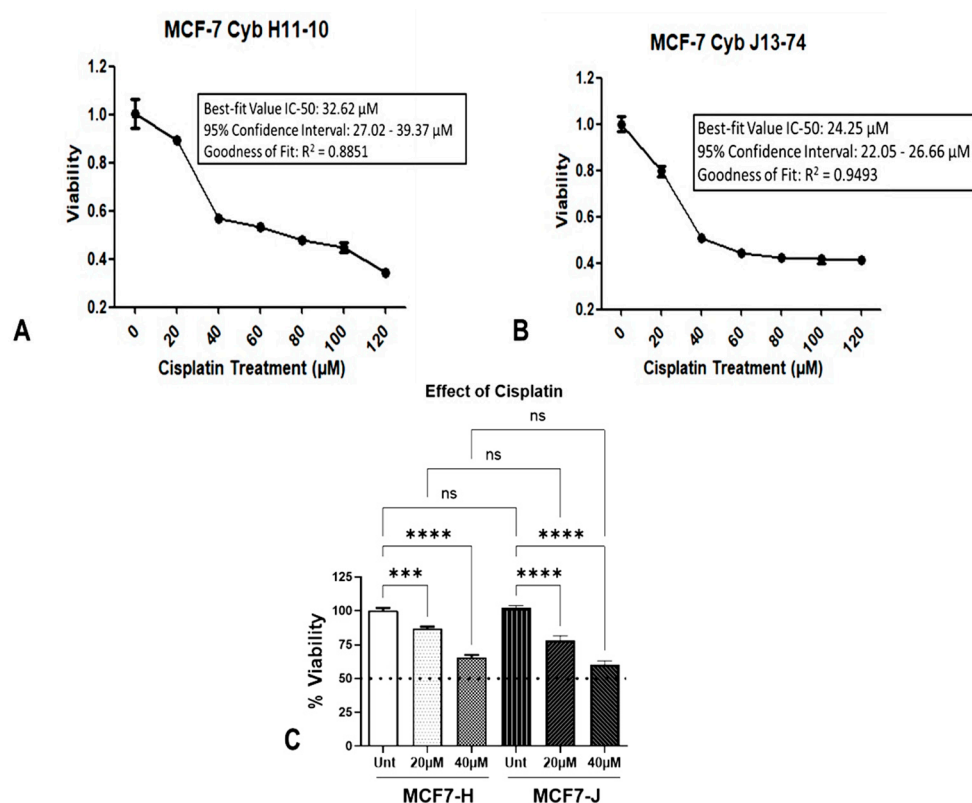 MCF-7 Cyb H11-10
1.2
1.0
0.8
0.6
0.4
0.2
Viability
Best-fit Value IC-50: 32.62 µM
95% Confidence Interval: 27.02 - 39.37 µM
Goodness of Fit: R² = 0.8851
0 20 40 60 80 100 120
Cisplatin Treatment (µM)
A
MCF-7 Cyb J13-74
1.2
1.0
0.8
0.6
0.4
0.2
Viability
Best-fit Value IC-50: 24.25 µM
95% Confidence Interval: 22.05 - 26.66 µM
Goodness of Fit: R² = 0.9493
0 20 40 60 80 100 120
Cisplatin Treatment (µM)
B
Effect of Cisplatin
ns
ns
ns
**** ****
*** ****
125
100
75
50
25
0
% Viability
Unt 20µM 40µM Unt 20µM 40µM
MCF7-H MCF7-J
C